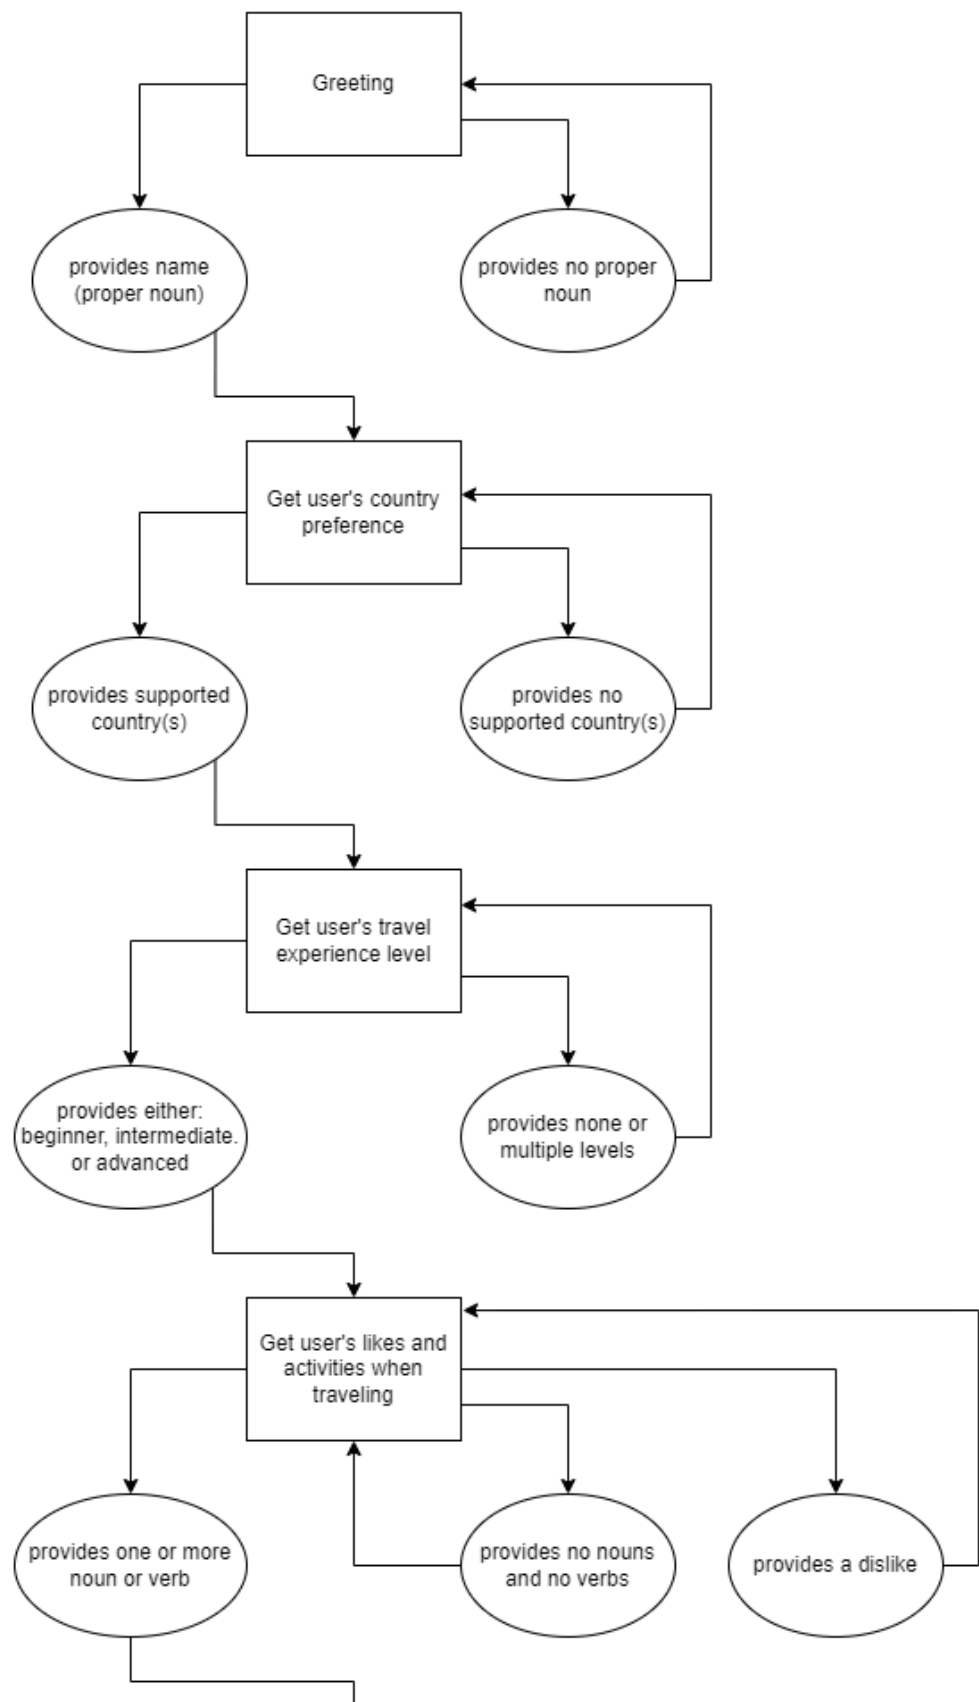 Greeting
provides name
(proper noun)
provides no proper
noun
Get user's country
preference
provides supported
country(s)
provides no
supported country(s)
Get user's travel
experience level
provides either:
beginner, intermediate.
or advanced
provides none or
multiple levels
Get user's likes and
activities when
traveling
provides one or more
noun or verb
provides no nouns
and no verbs
provides a dislike